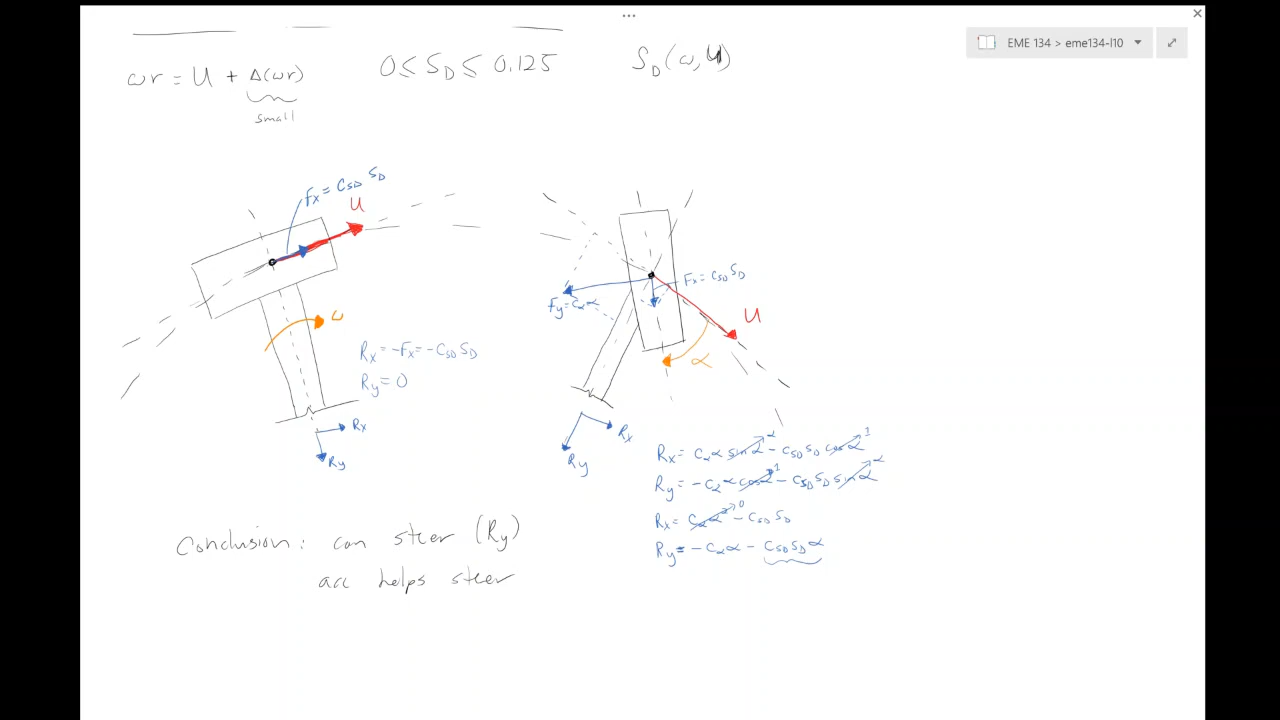 EME 134 > eme134-l10
ωr = U + Δ(ωr)
small
0 ≤ S_D ≤ 0.125
S_D(ω, U)
Fx = C_SD S_D
U
ω
Rx = -Fx = -C_SD S_D
Ry = 0
Rx
Ry
Fx = C_SD S_D
Fy = C_α α
U
α
Rx
Ry
Rx = C_α α sin α → α - C_SD S_D cos α → 1
Ry = -C_α α cos α → 1 - C_SD S_D sin α → α
Rx = C_α α² → 0 - C_SD S_D
Ry = -C_α α - C_SD S_D α
Conclusion: can steer (Ry)
acc helps steer